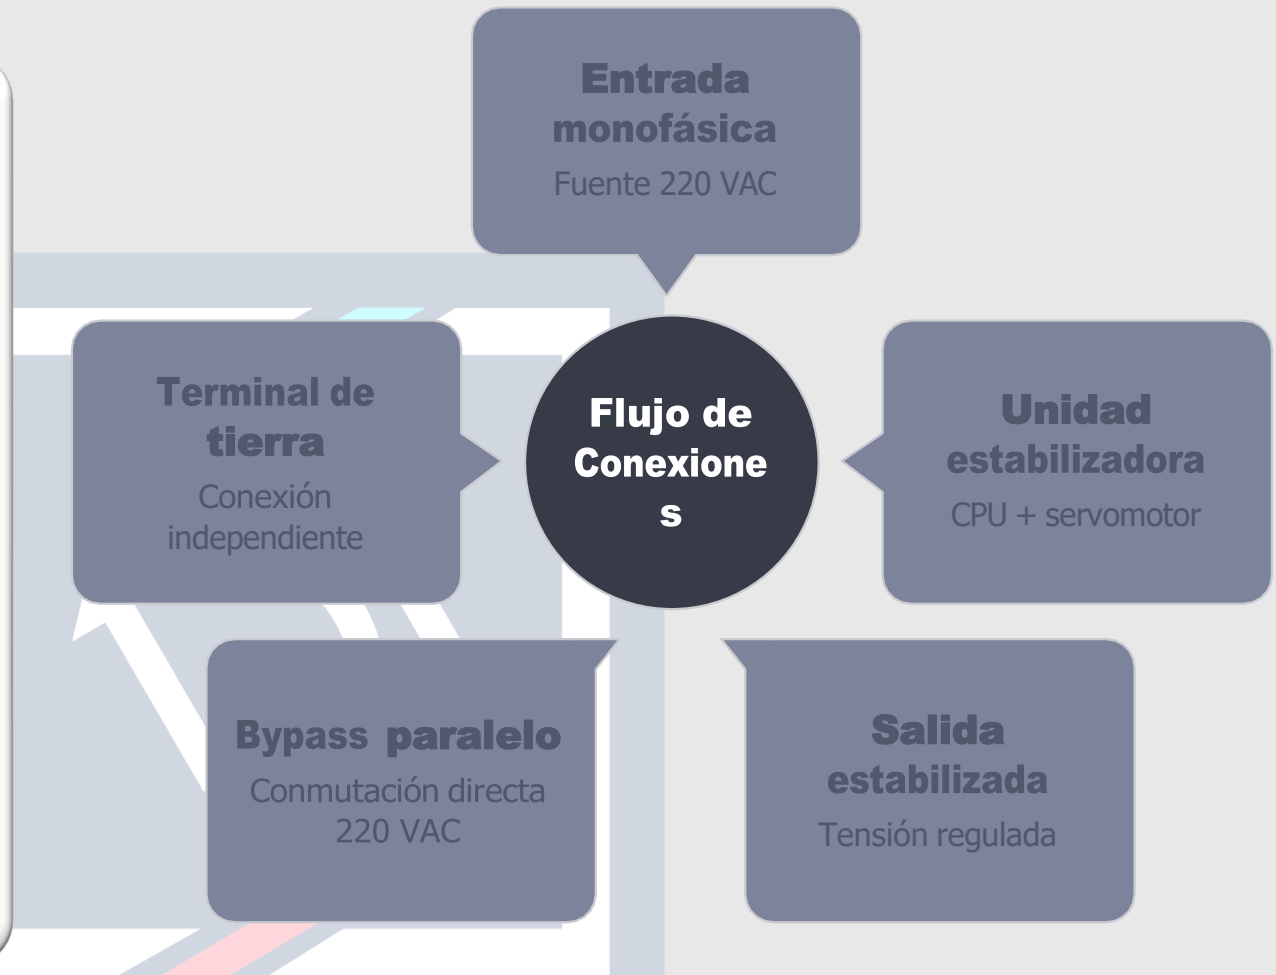 Entrada
monofásica
Fuente 220 VAC
Terminal de
tierra
Conexión
independiente
Flujo de
Conexione
s
Unidad
estabilizadora
CPU + servomotor
Bypass paralelo
Conmutación directa
220 VAC
Salida
estabilizada
Tensión regulada